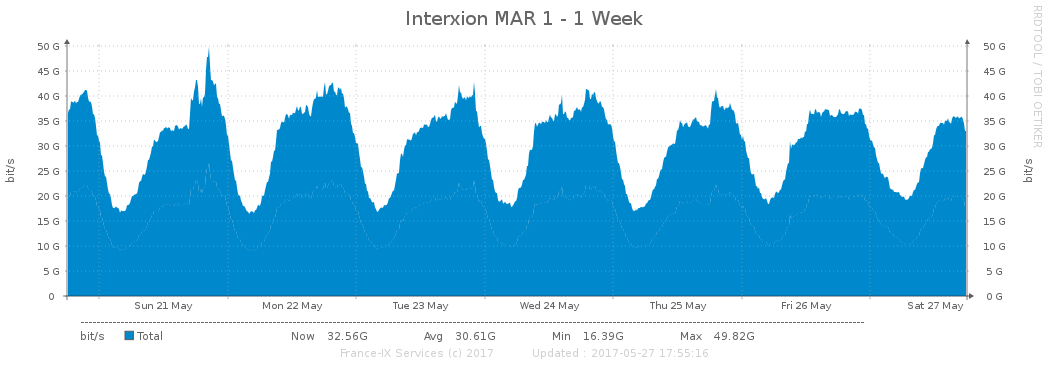 Interxion MAR 1 - 1 Week
RRDTOOL / TOBI OETIKER
50 G 50 G
45 G 45 G
40 G 40 G
35 G 35 G
30 G 30 G
25 G 25 G
20 G 20 G
15 G 15 G
10 G 10 G
5 G 5 G
0 0 G
bit/s
bit/s
Sun 21 May Mon 22 May Tue 23 May Wed 24 May Thu 25 May Fri 26 May Sat 27 May
bit/s Total Now 32.56G Avg 30.61G Min 16.39G Max 49.82G
France-IX Services (c) 2017 Updated : 2017-05-27 17:55:16